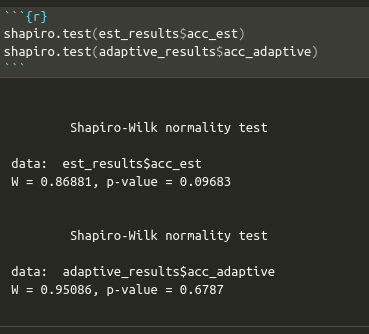 ```{r}
shapiro.test(est_results$acc_est)
shapiro.test(adaptive_results$acc_adaptive)
```
Shapiro-Wilk normality test
data:  est_results$acc_est
W = 0.86881, p-value = 0.09683
Shapiro-Wilk normality test
data:  adaptive_results$acc_adaptive
W = 0.95086, p-value = 0.6787